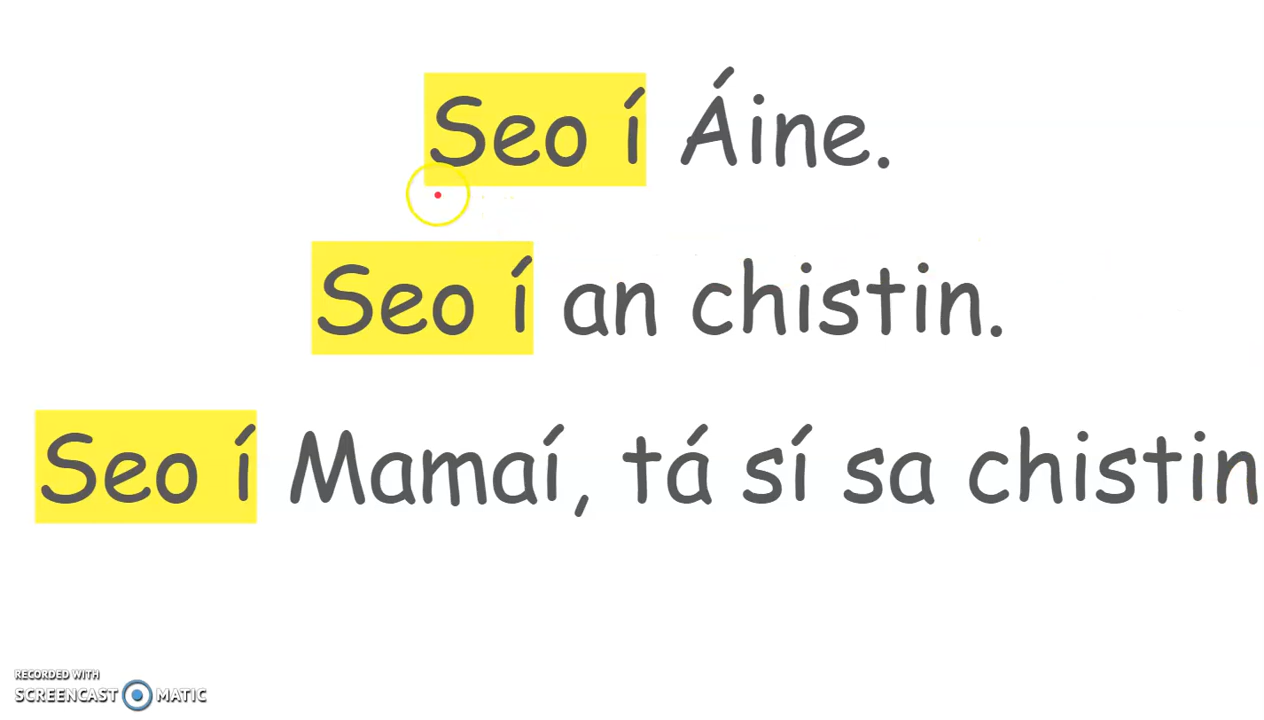 Seo í Áine.
Seo í an chistin.
Seo í Mamaí, tá sí sa chistin
RECORDED WITH
SCREENCAST MATIC